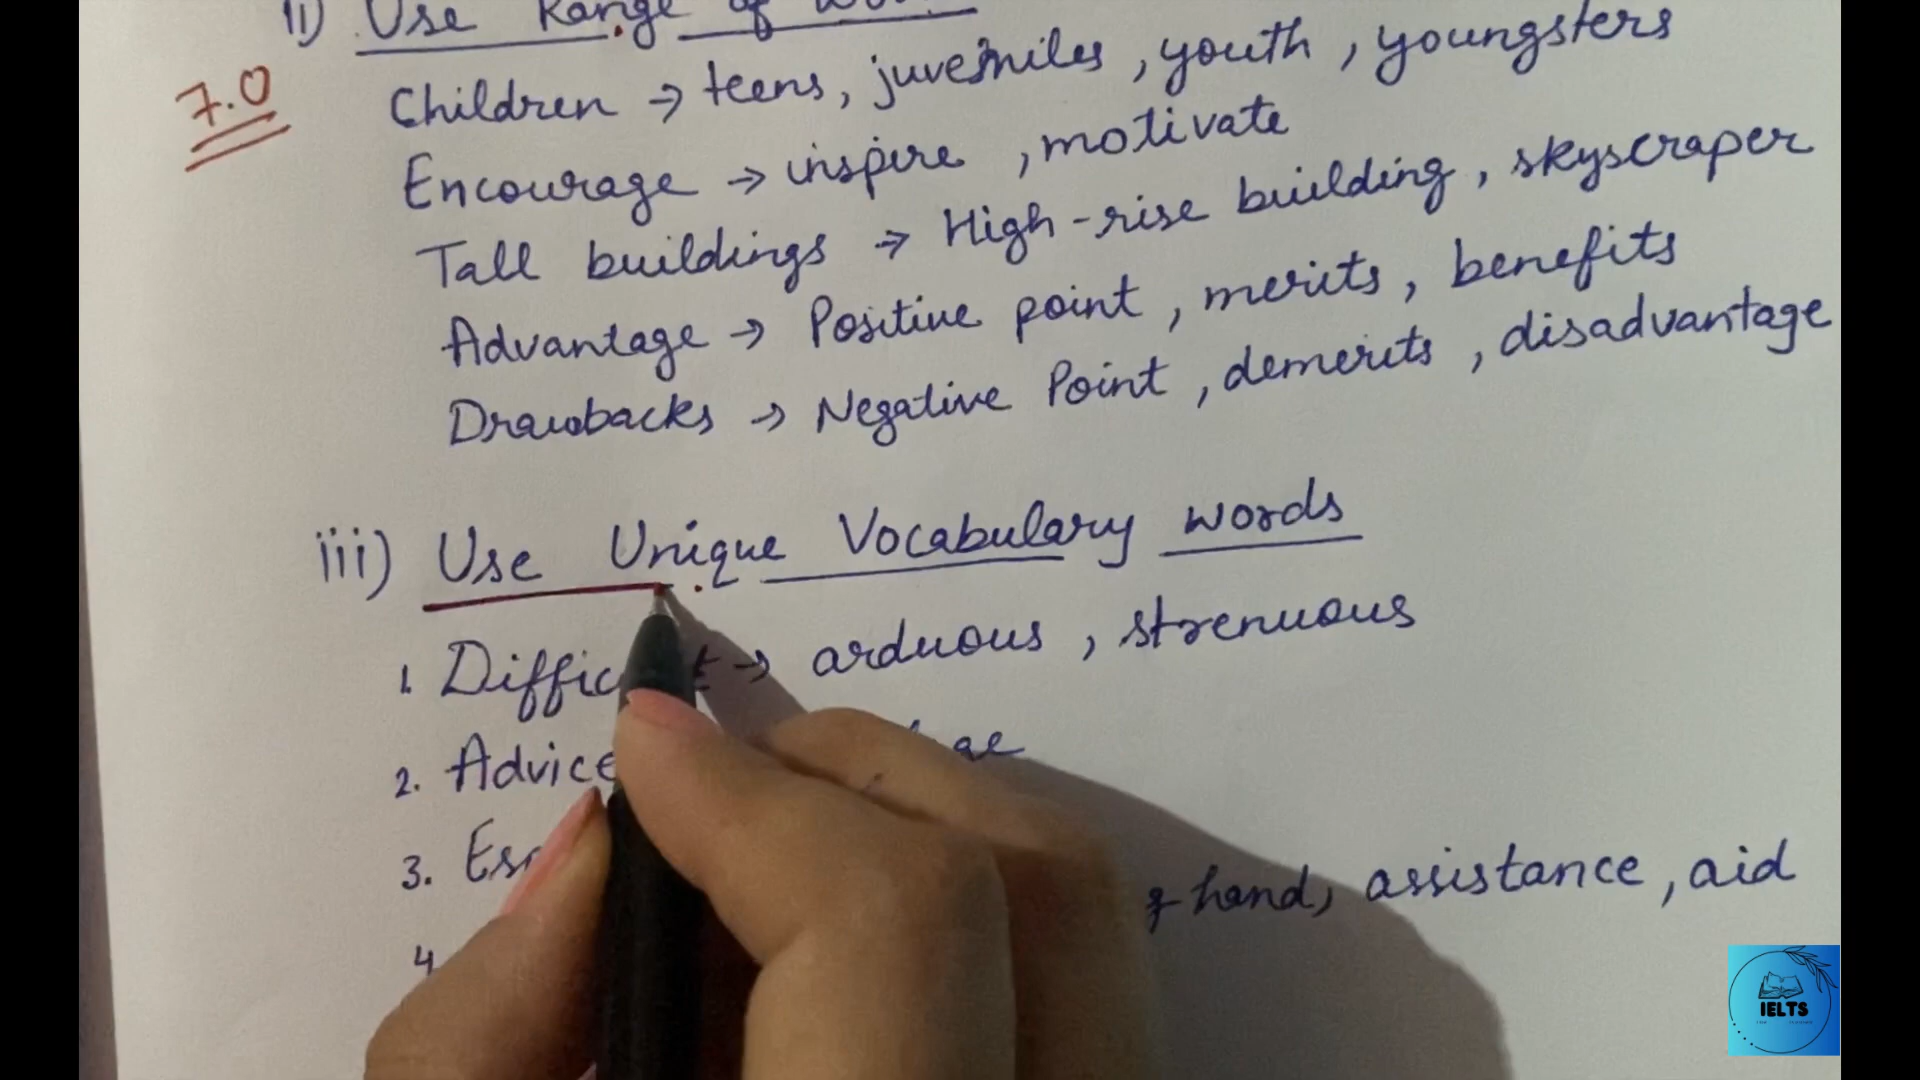 ii) Use Range of
7.0
Children → teens, juveniles, youth, youngsters
Encourage → inspire, motivate
Tall buildings → High-rise building, skyscraper
Advantage → Positive point, merits, benefits
Drawbacks → Negative Point, demerits, disadvantage
iii) Use Unique Vocabulary words
1. Difficult → arduous, strenuous
2. Advice
3.
hand, assistance, aid
4.
IELTS